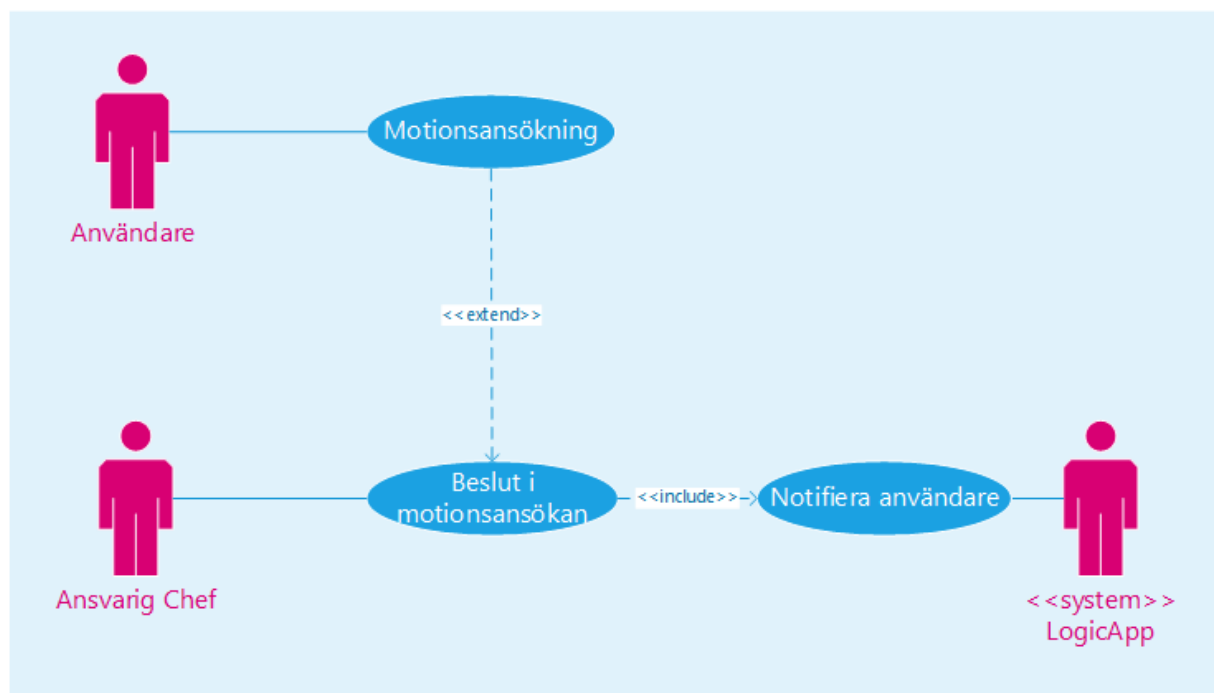 Motionsansökning
Användare
<<extend>>
Beslut i
motionsansökan
<<include>>
Notifiera användare
Ansvarig Chef
<<system>>
LogicApp